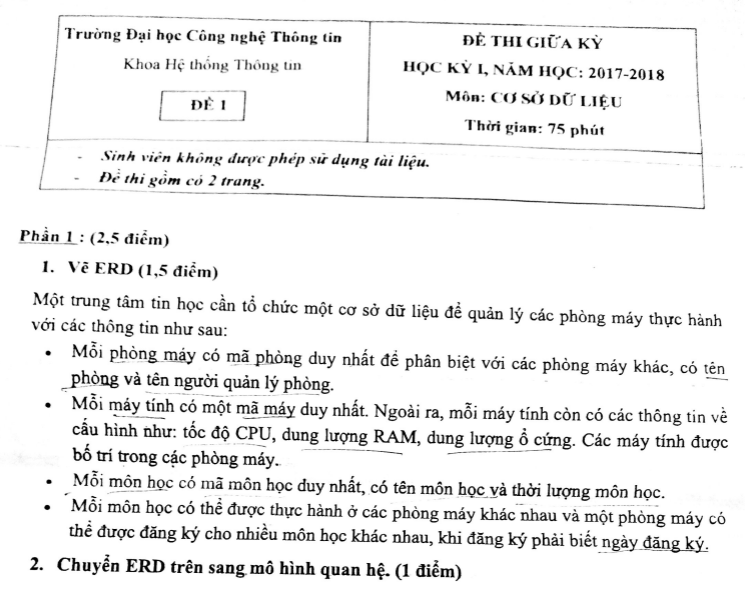 Trường Đại học Công nghệ Thông tin
Khoa Hệ thống Thông tin
ĐỀ 1
ĐỀ THI GIỮA KỲ
HỌC KỲ I, NĂM HỌC: 2017-2018
Môn: CƠ SỞ DỮ LIỆU
Thời gian: 75 phút
- Sinh viên không được phép sử dụng tài liệu.
- Đề thi gồm có 2 trang.
Phần 1 : (2,5 điểm)
1. Vẽ ERD (1,5 điểm)
Một trung tâm tin học cần tổ chức một cơ sở dữ liệu để quản lý các phòng máy thực hành
với các thông tin như sau:
• Mỗi phòng máy có mã phòng duy nhất để phân biệt với các phòng máy khác, có tên
phòng và tên người quản lý phòng.
• Mỗi máy tính có một mã máy duy nhất. Ngoài ra, mỗi máy tính còn có các thông tin về
cấu hình như: tốc độ CPU, dung lượng RAM, dung lượng ổ cứng. Các máy tính được
bố trí trong các phòng máy.
• Mỗi môn học có mã môn học duy nhất, có tên môn học và thời lượng môn học.
• Mỗi môn học có thể được thực hành ở các phòng máy khác nhau và một phòng máy có
thể được đăng ký cho nhiều môn học khác nhau, khi đăng ký phải biết ngày đăng ký.
2. Chuyển ERD trên sang mô hình quan hệ. (1 điểm)